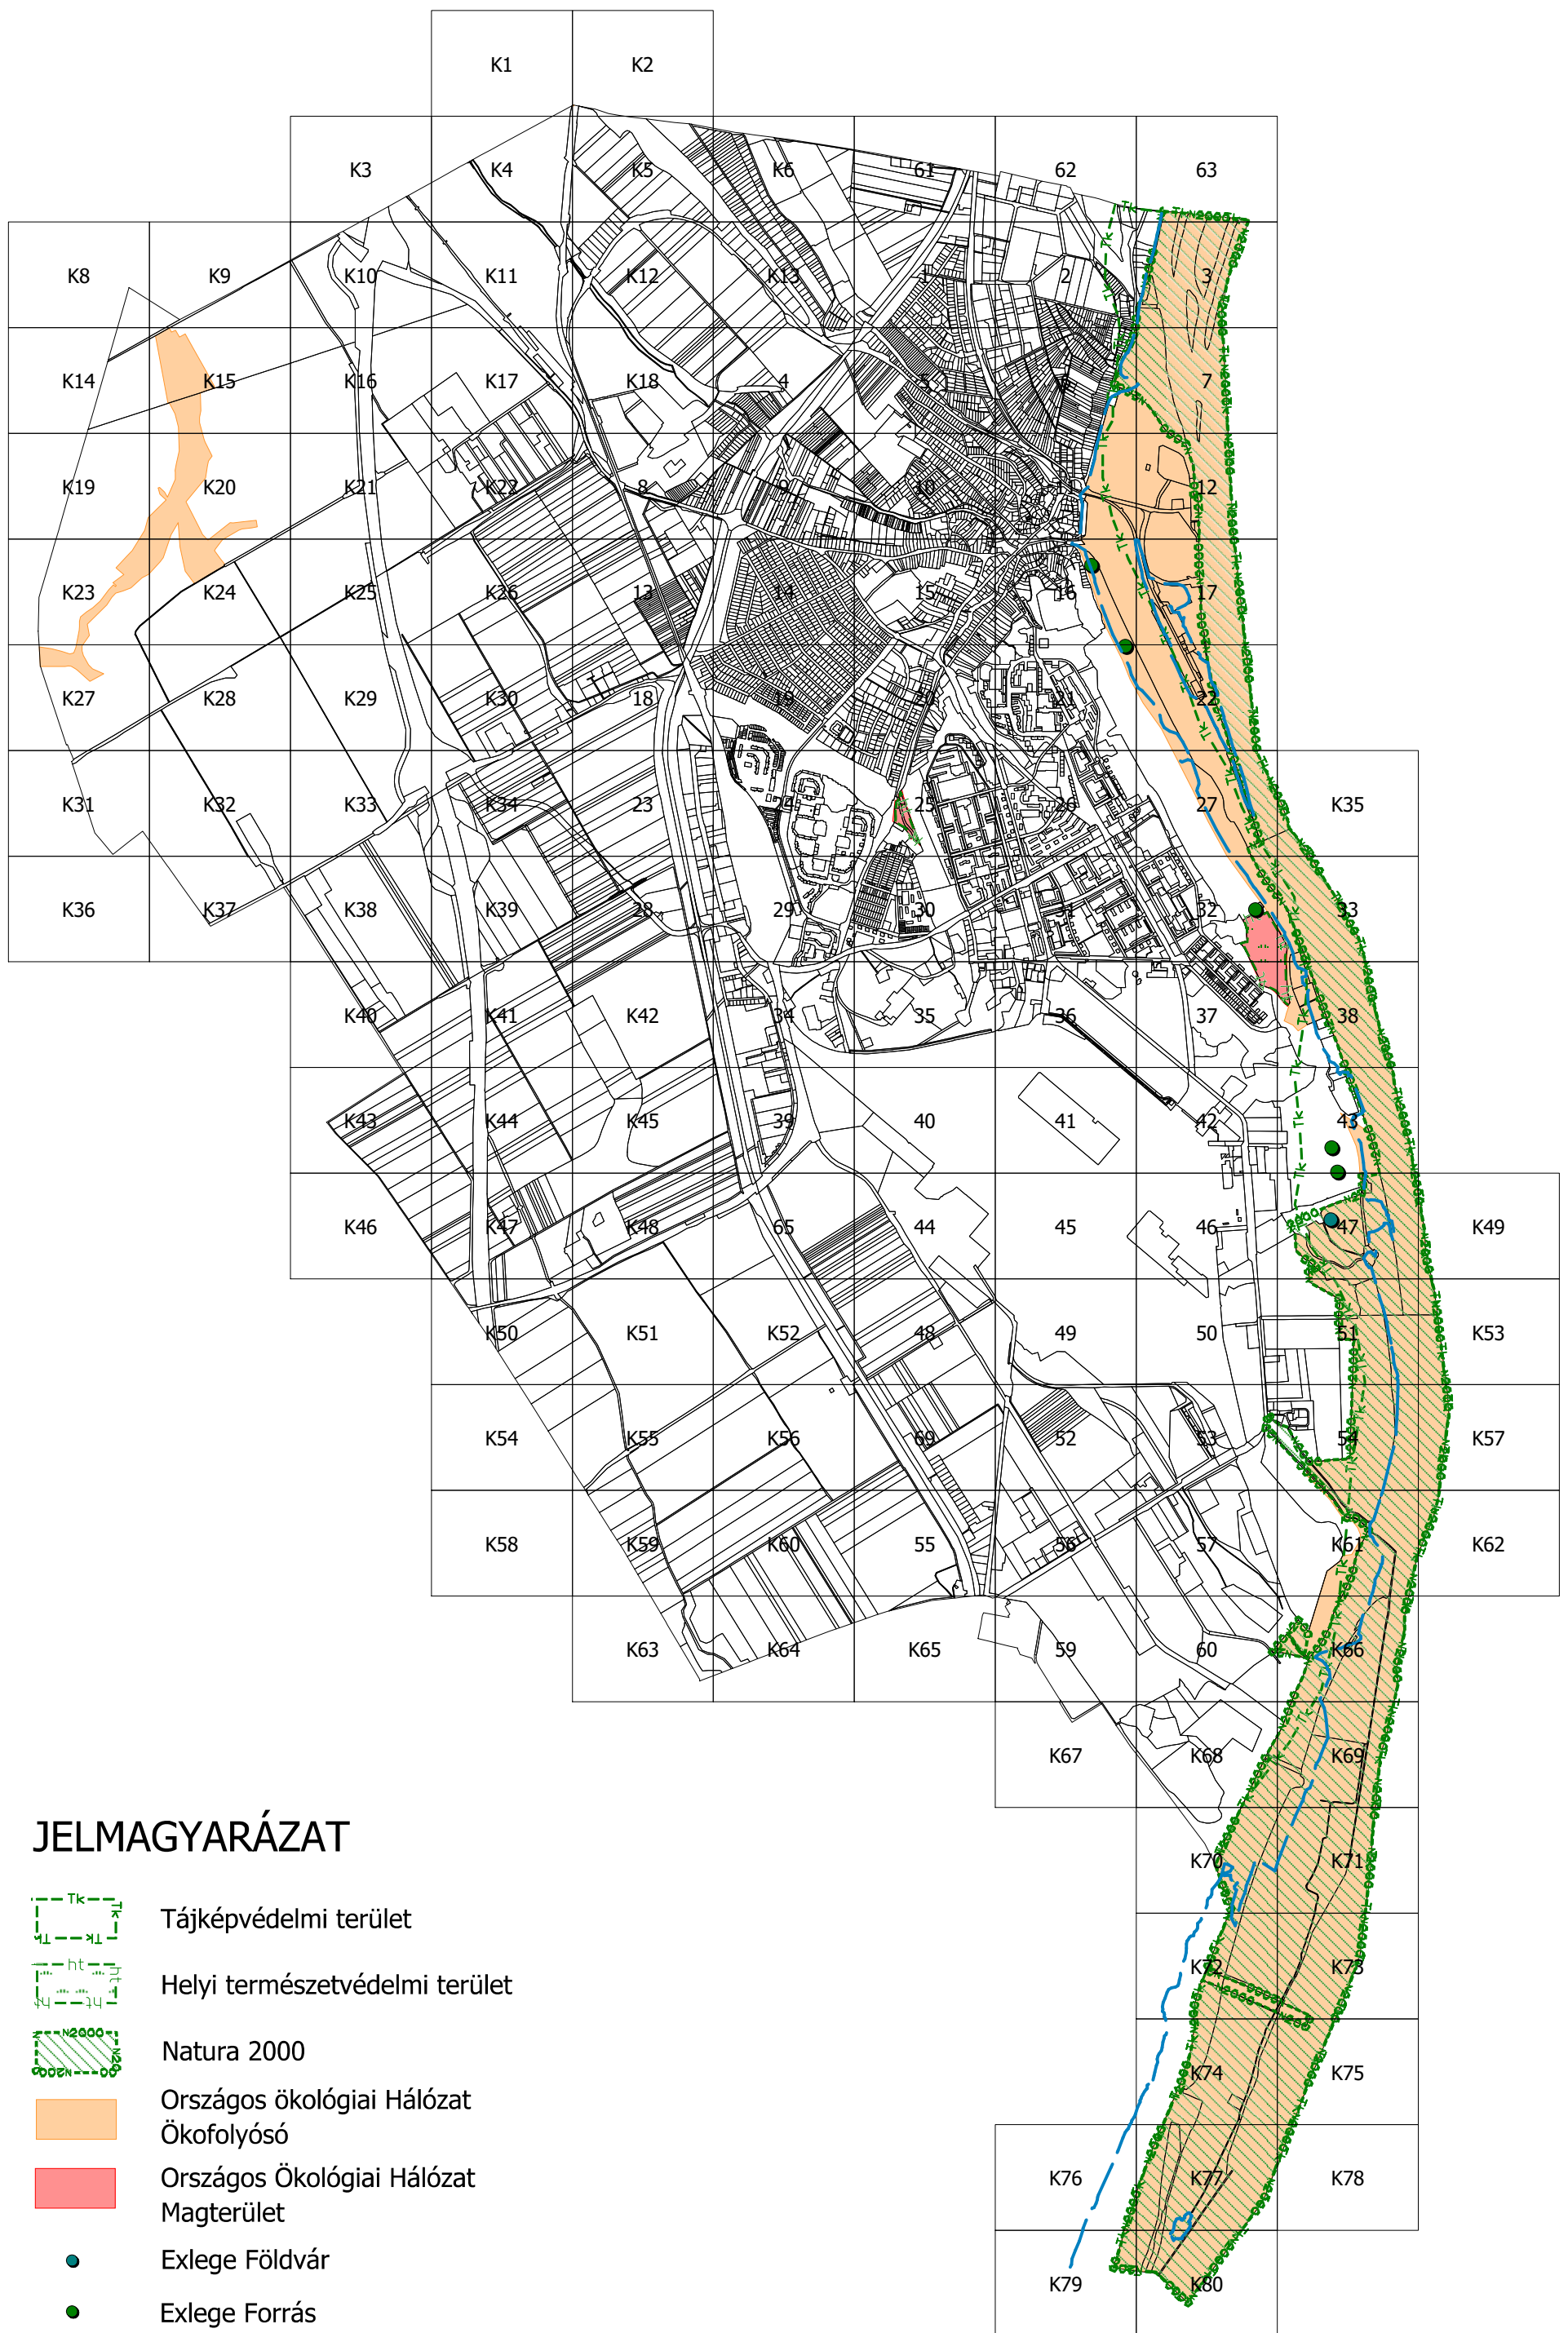 K1 K2
K3 K4 K5 K6 61 62 63
K8 K9 K10 K11 K12 K13 1 2 3
K14 K15 K16 K17 K18 4 5 6 7
K19 K20 K21 K22 8 9 10 11 12
K23 K24 K25 K26 13 14 15 16 17
K27 K28 K29 K30 18 19 20 21 22
K31 K32 K33 K34 23 24 25 26 27 K35
K36 K37 K38 K39 28 29 30 31 32 33
K40 K41 K42 34 35 36 37 38
K43 K44 K45 39 40 41 42 43
K46 K47 K48 65 44 45 46 47 K49
K50 K51 K52 48 49 50 51 K53
K54 K55 K56 69 52 53 54 K57
K58 K59 K60 55 56 57 K61 K62
K63 K64 K65 59 60 K66
K67 K68 K69
K70 K71
K72 K73
K74 K75
K76 K77 K78
K79 K80
JELMAGYARÁZAT
Tk
Tájképvédelmi terület
ht
Helyi természetvédelmi terület
N2000
Natura 2000
Országos ökológiai Hálózat
Ökofolyósó
Országos Ökológiai Hálózat
Magterület
Exlege Földvár
Exlege Forrás